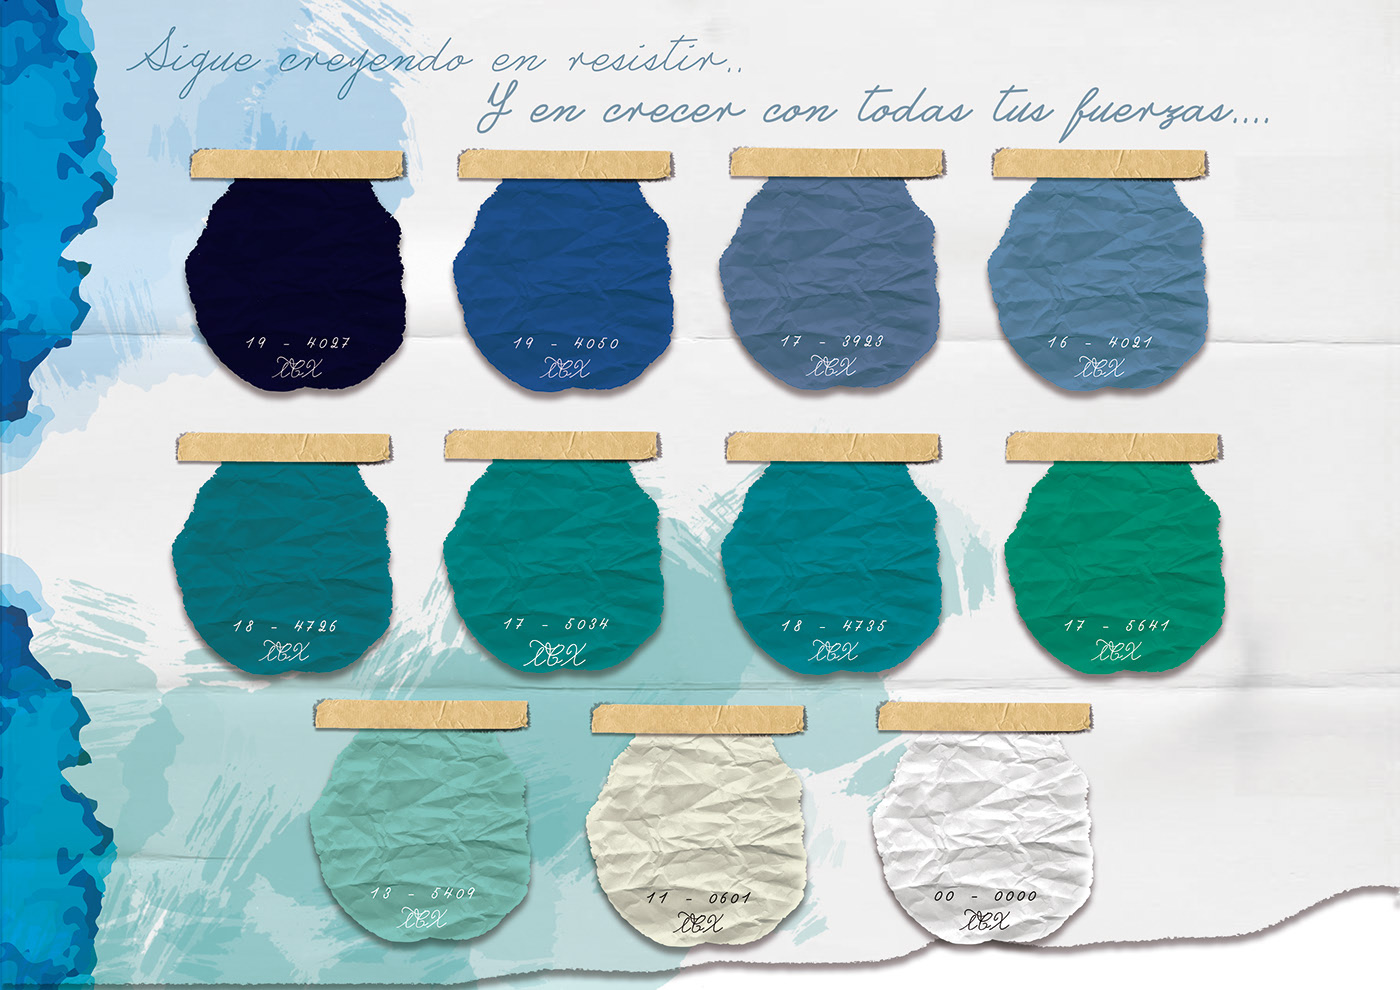 Sigue creyendo en resistir..
Y en crecer con todas tus fuerzas....
19 - 4027
TCX
19 - 4050
TCX
17 - 3923
TCX
16 - 4021
TCX
18 - 4726
TCX
17 - 5034
TCX
18 - 4735
TCX
17 - 5641
TCX
13 - 5409
TCX
11 - 0601
TCX
00 - 0000
TCX